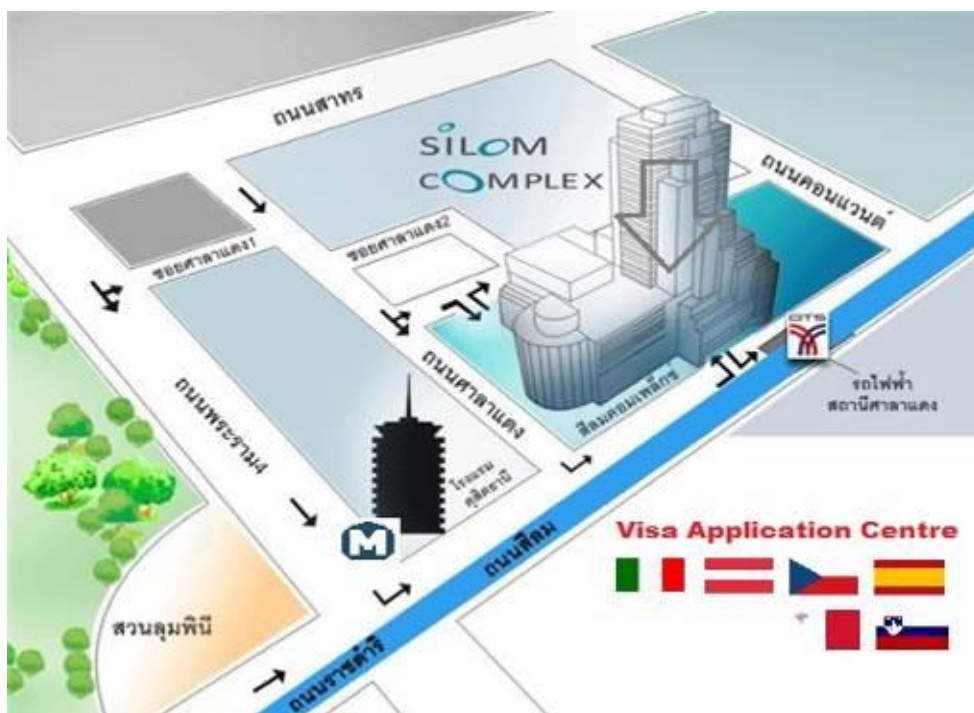 ถนนสาทร
SILOM
COMPLEX
ถนนคอนแวนต์
ซอยศาลาแดง1
ซอยศาลาแดง2
BTS
รถไฟฟ้า
สถานีศาลาแดง
ถนนพระราม4
ถนนศาลาแดง
สีลมคอมเพล็กซ
โรงแรม
ดุสิตธานี
M
ถนนสีลม
Visa Application Centre
สวนลุมพินี
ถนนราชดำริ